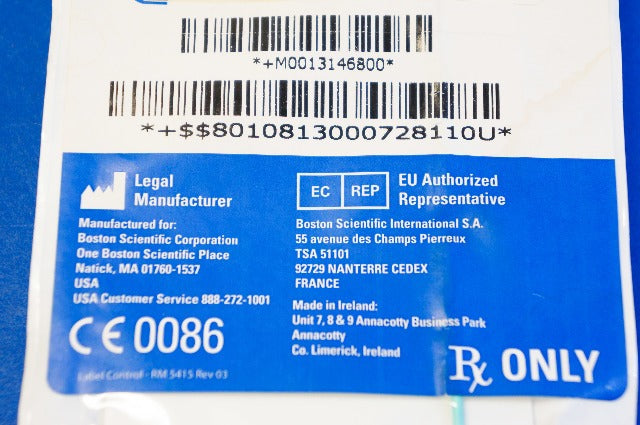 *+M0013146800*
*+$$8010813000728110U*
Legal
Manufacturer
Manufactured for:
Boston Scientific Corporation
One Boston Scientific Place
Natick, MA 01760-1537
USA
USA Customer Service 888-272-1001
CE 0086
Label Control - RM 5415 Rev 03
EC REP
EU Authorized
Representative
Boston Scientific International S.A.
55 avenue des Champs Pierreux
TSA 51101
92729 NANTERRE CEDEX
FRANCE
Made in Ireland:
Unit 7, 8 & 9 Annacotty Business Park
Annacotty
Co. Limerick, Ireland
Rx ONLY